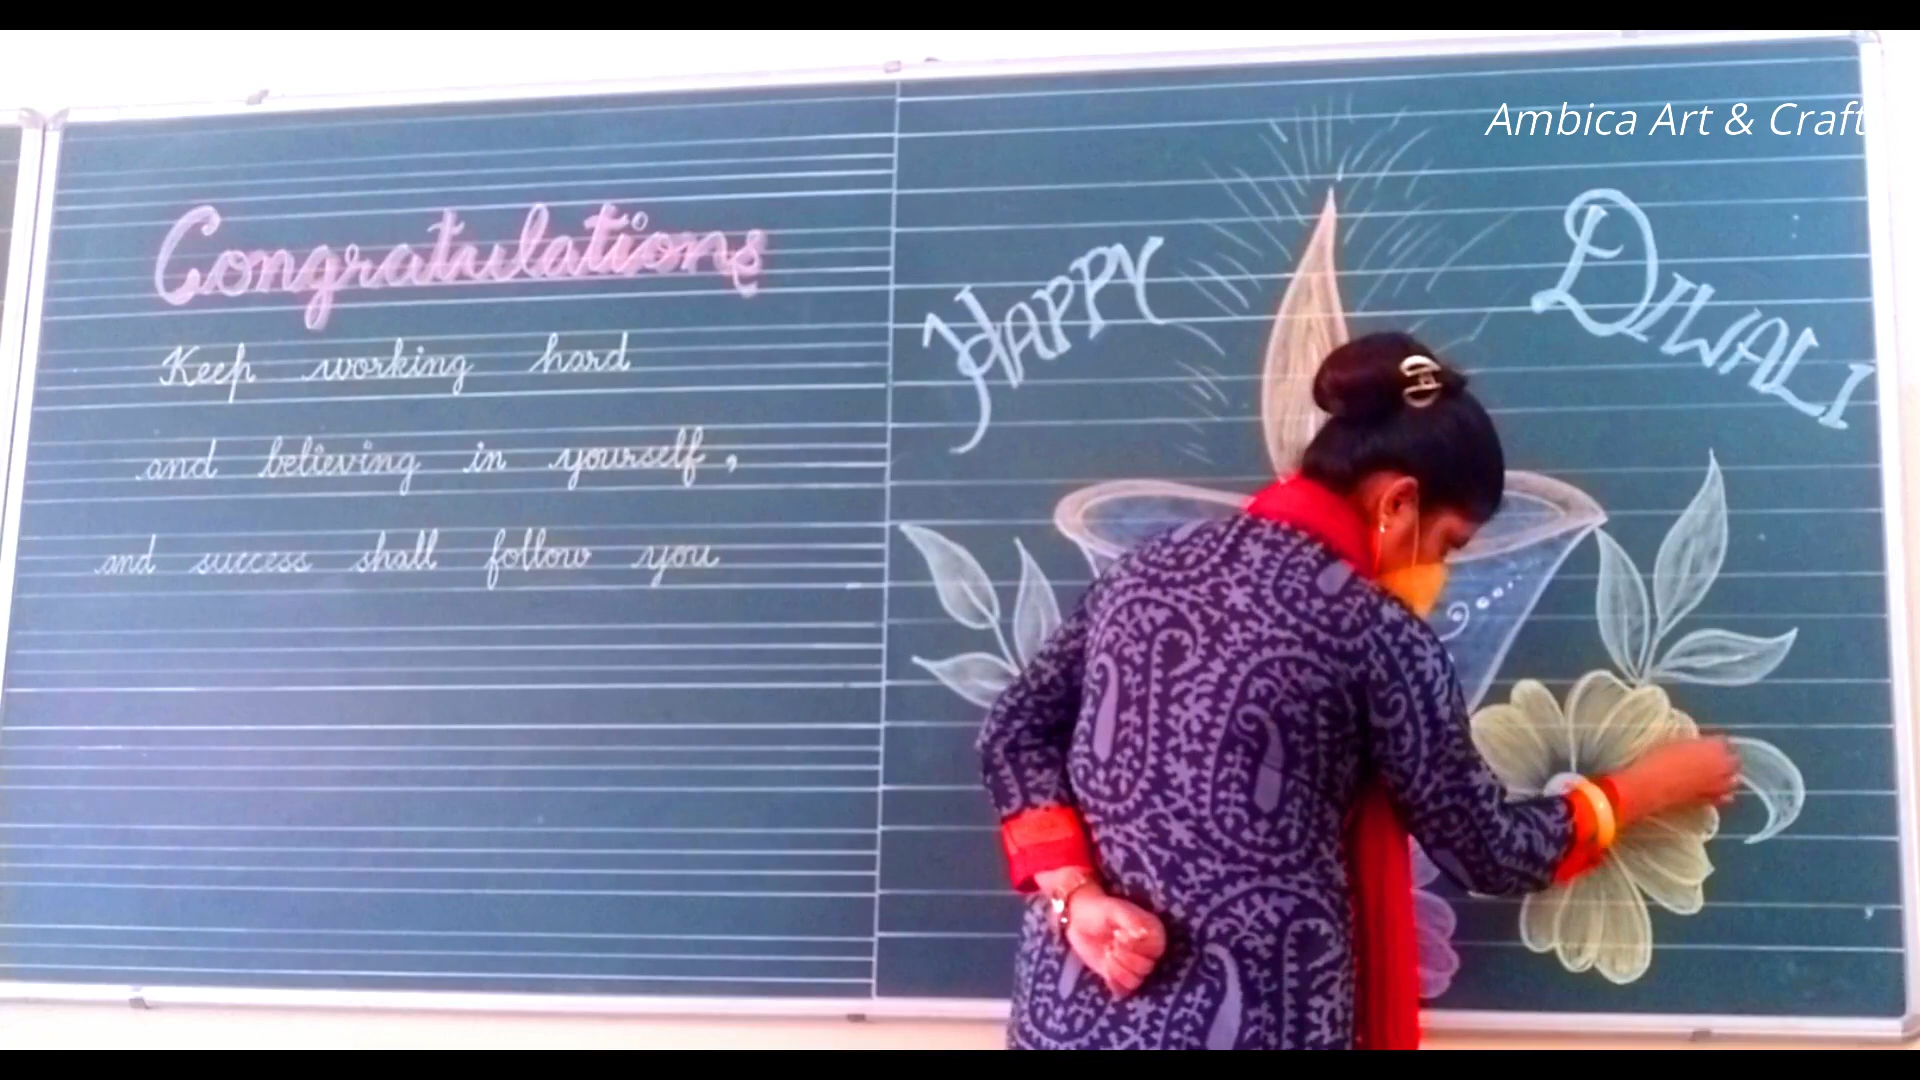 Ambica Art & Craft
Congratulations
Keep working hard
and believing in yourself,
and success shall follow you
HAPPY DIWALI